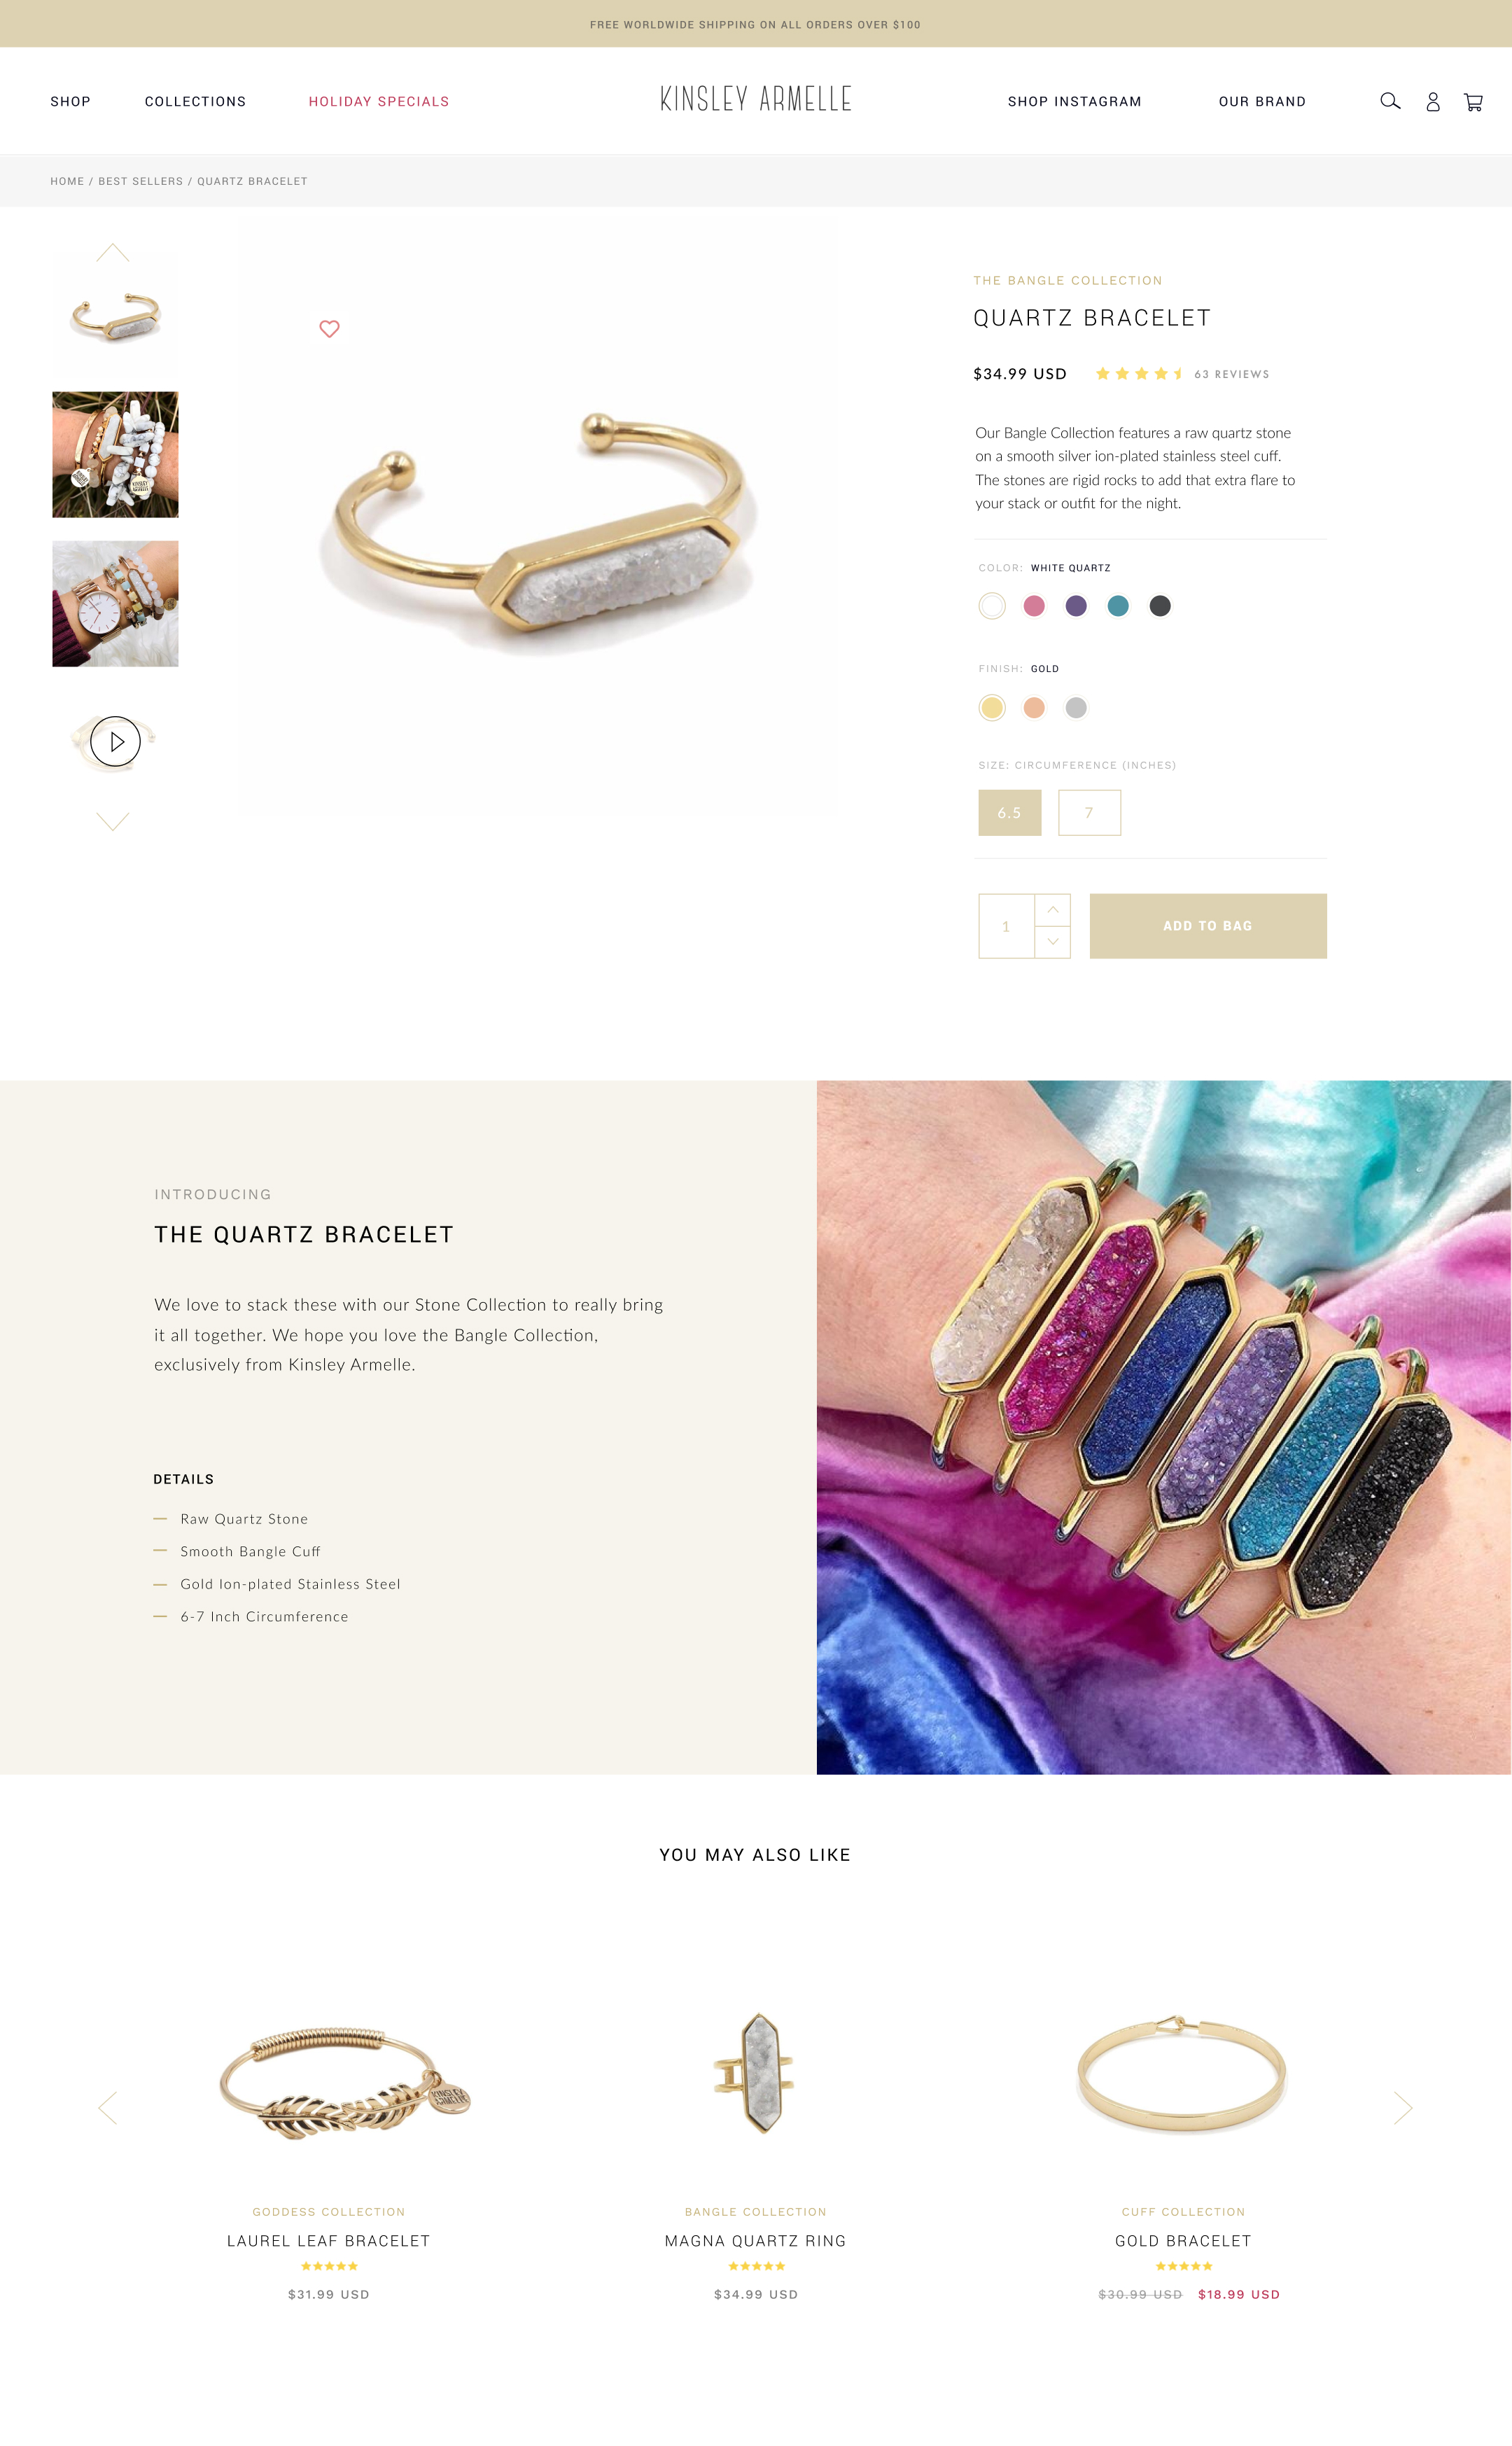 FREE WORLDWIDE SHIPPING ON ALL ORDERS OVER $100
SHOP
COLLECTIONS
HOLIDAY SPECIALS
KINSLEY ARMELLE
SHOP INSTAGRAM
OUR BRAND
HOME / BEST SELLERS / QUARTZ BRACELET
THE BANGLE COLLECTION
QUARTZ BRACELET
$34.99 USD
63 REVIEWS
Our Bangle Collection features a raw quartz stone
on a smooth silver ion-plated stainless steel cuff.
The stones are rigid rocks to add that extra flare to
your stack or outfit for the night.
COLOR: WHITE QUARTZ
FINISH: GOLD
SIZE: CIRCUMFERENCE (INCHES)
6.5
7
1
ADD TO BAG
INTRODUCING
THE QUARTZ BRACELET
We love to stack these with our Stone Collection to really bring
it all together. We hope you love the Bangle Collection,
exclusively from Kinsley Armelle.
DETAILS
Raw Quartz Stone
Smooth Bangle Cuff
Gold Ion-plated Stainless Steel
6-7 Inch Circumference
YOU MAY ALSO LIKE
KINSLEY
ARMELLE
GODDESS COLLECTION
LAUREL LEAF BRACELET
$31.99 USD
BANGLE COLLECTION
MAGNA QUARTZ RING
$34.99 USD
CUFF COLLECTION
GOLD BRACELET
$30.99 USD $18.99 USD